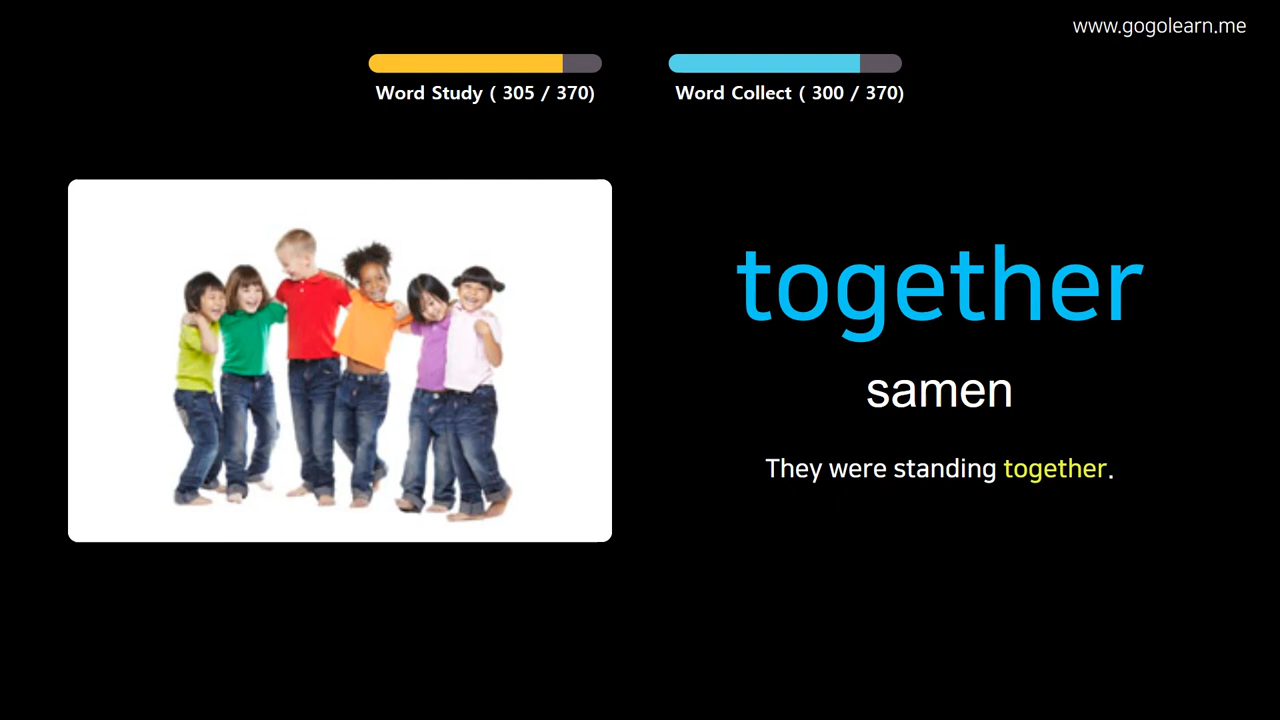 www.gogolearn.me
Word Study ( 305 / 370)
Word Collect ( 300 / 370)
together
samen
They were standing together.